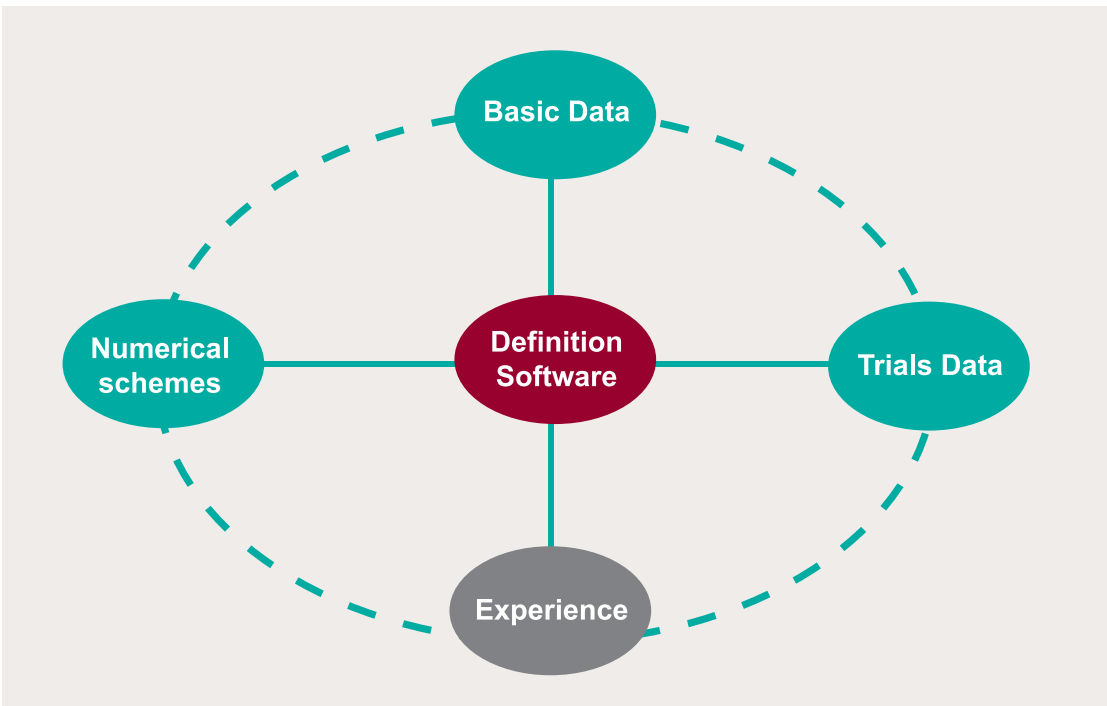 Basic Data
Numerical
schemes
Definition
Software
Trials Data
Experience